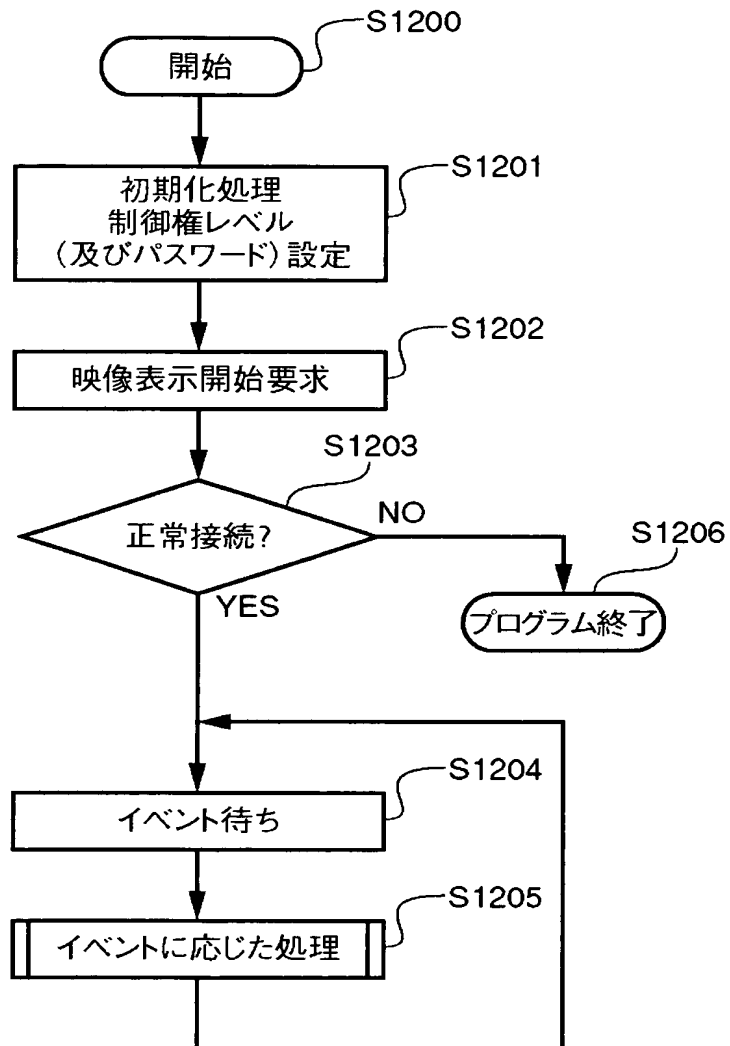 S1200
開始
S1201
初期化処理
制御権レベル
(及びパスワード)設定
S1202
映像表示開始要求
S1203
正常接続?
NO
S1206
プログラム終了
YES
S1204
イベント待ち
S1205
イベントに応じた処理